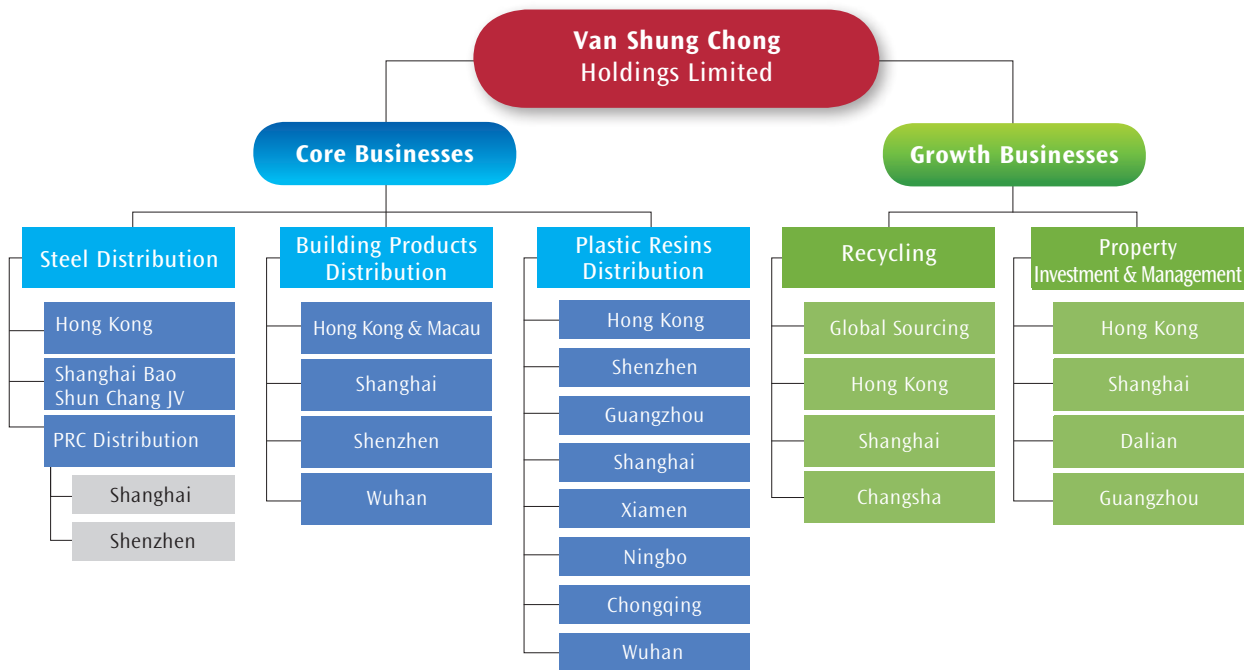 Van Shung Chong
Holdings Limited
Core Businesses
Growth Businesses
Steel Distribution
Hong Kong
Shanghai Bao
Shun Chang JV
PRC Distribution
Shanghai
Shenzhen
Building Products
Distribution
Hong Kong & Macau
Shanghai
Shenzhen
Wuhan
Plastic Resins
Distribution
Hong Kong
Shenzhen
Guangzhou
Shanghai
Xiamen
Ningbo
Chongqing
Wuhan
Recycling
Global Sourcing
Hong Kong
Shanghai
Changsha
Property
Investment & Management
Hong Kong
Shanghai
Dalian
Guangzhou